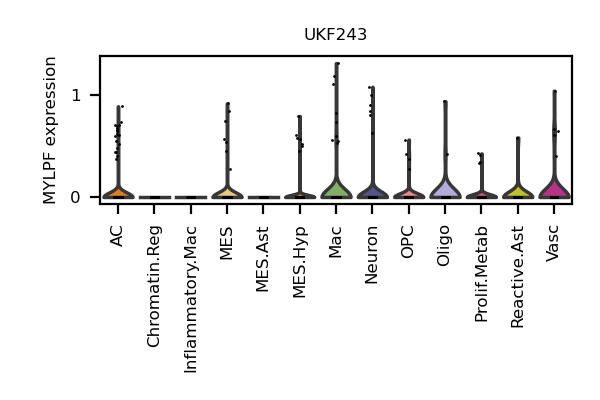 UKF243
MYLPF expression
1
0
AC
Chromatin.Reg
Inflammatory.Mac
MES
MES.Ast
MES.Hyp
Mac
Neuron
OPC
Oligo
Prolif.Metab
Reactive.Ast
Vasc